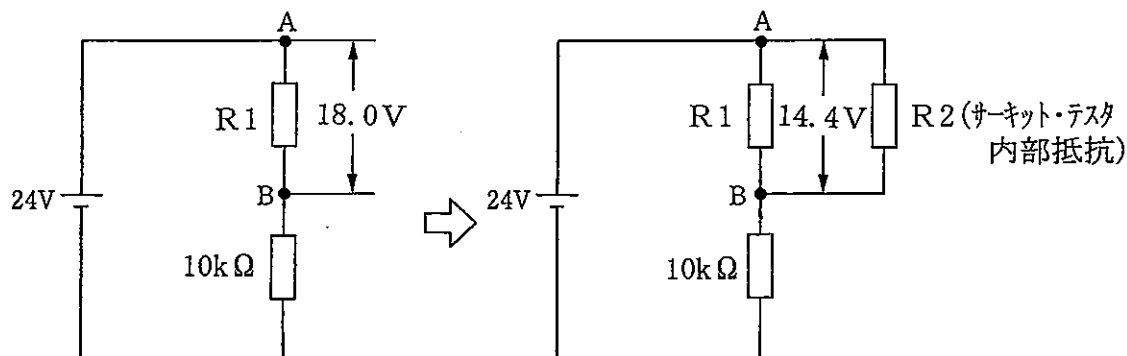 A
R1
18.0V
24V
B
10kΩ
A
R1
14.4V
R2(サーキット・テスタ
内部抵抗)
24V
B
10kΩ